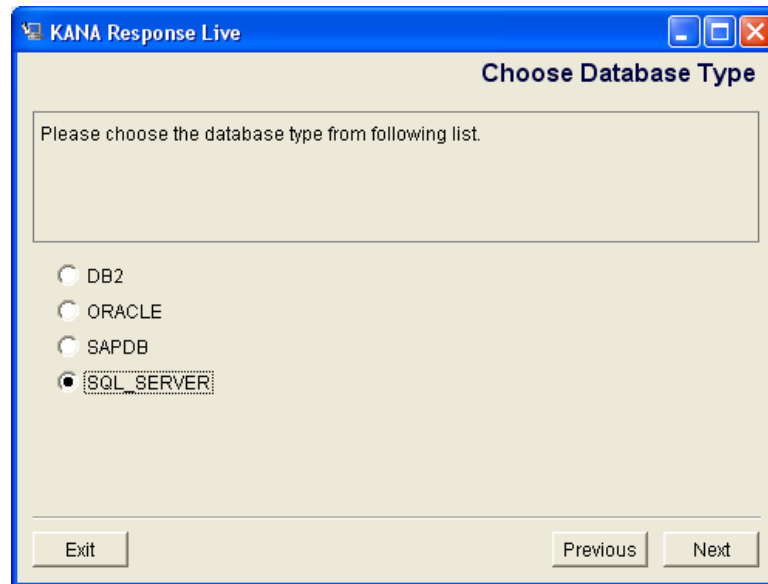 KANA Response Live
Choose Database Type
Please choose the database type from following list.
DB2
ORACLE
SAPDB
SQL_SERVER
Exit Previous Next